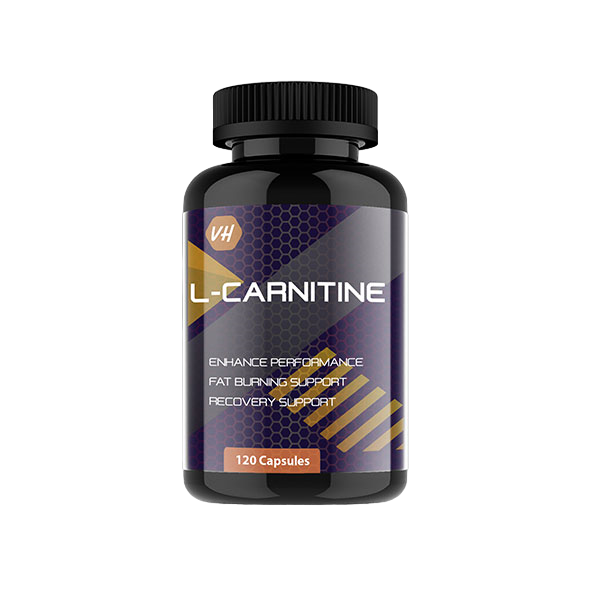 VH
L-CARNITINE
ENHANCE PERFORMANCE
FAT BURNING SUPPORT
RECOVERY SUPPORT
120 Capsules